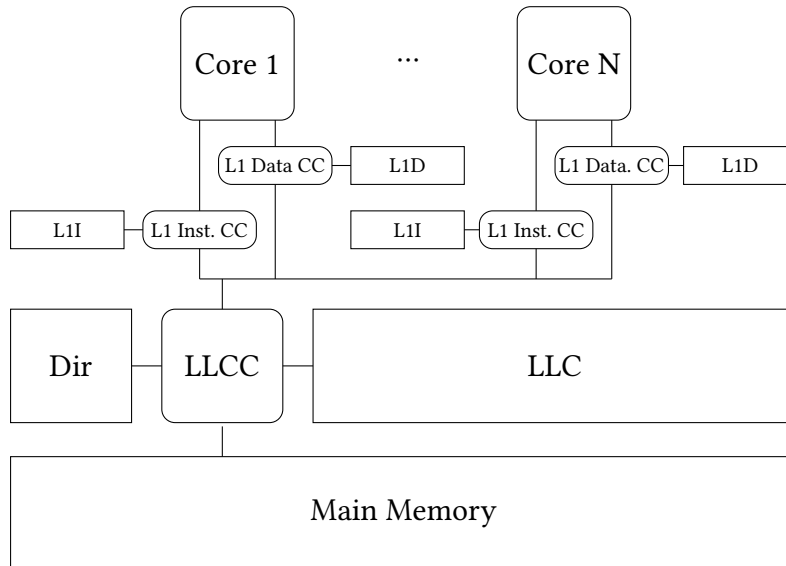 Core 1
...
Core N
L1 Data CC
L1D
L1 Data. CC
L1D
L1I
L1 Inst. CC
L1I
L1 Inst. CC
Dir
LLCC
LLC
Main Memory